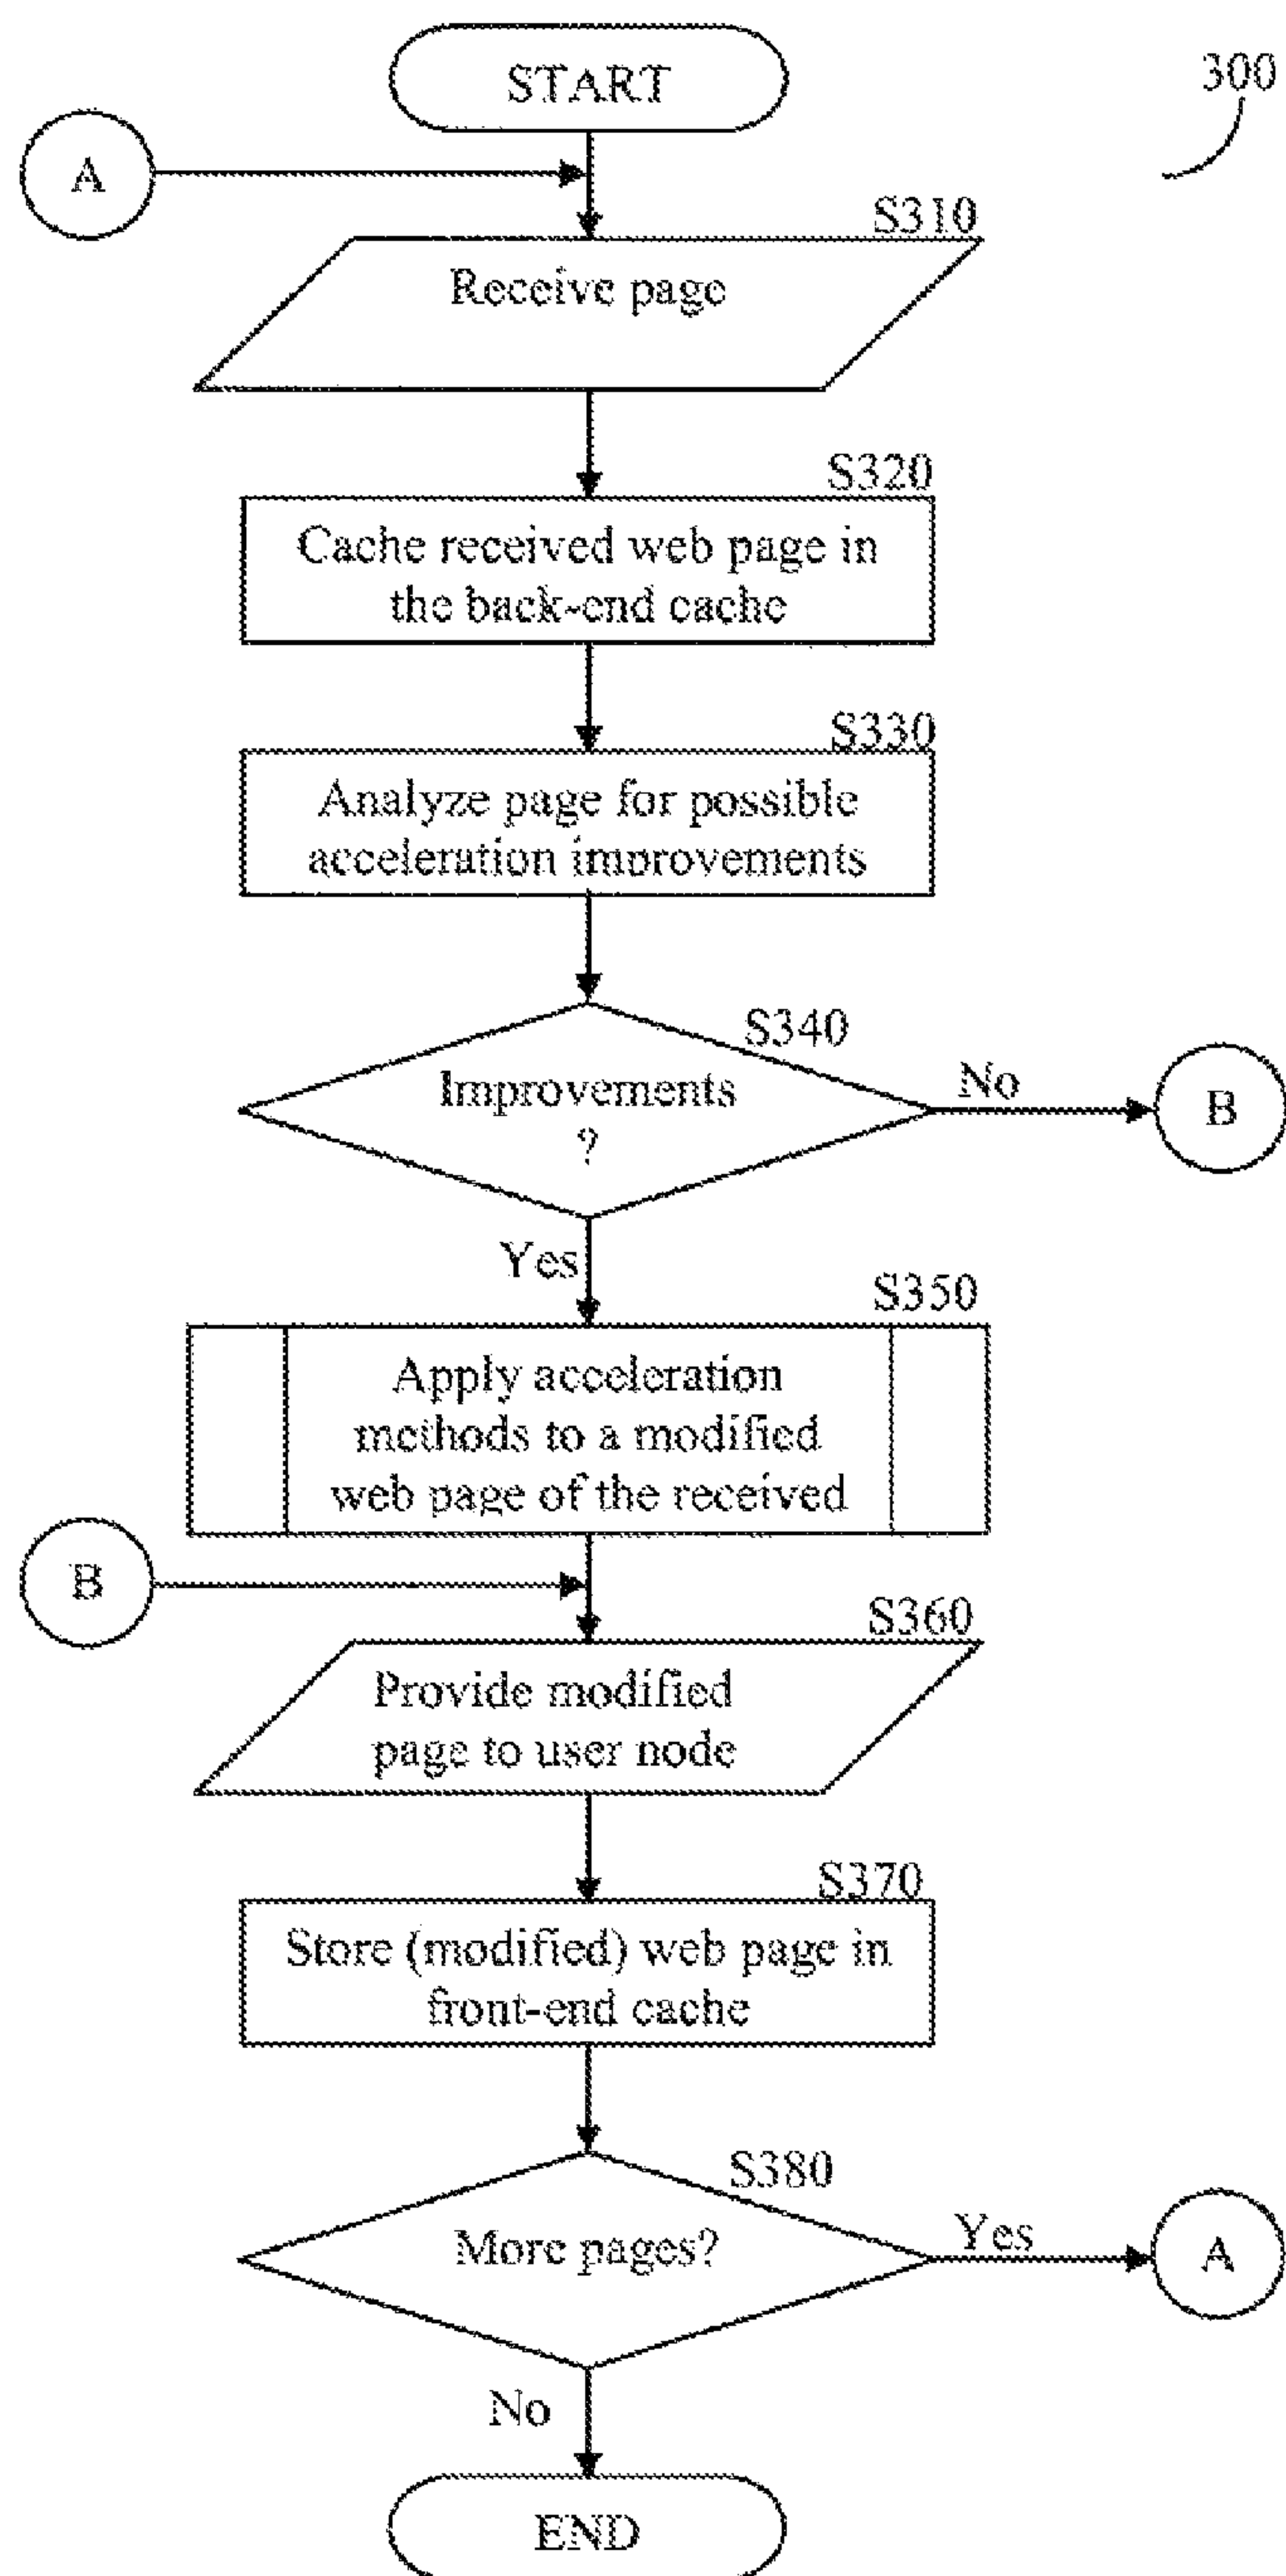 START
300
A
S310
Receive page
S320
Cache received web page in
the back-end cache
S330
Analyze page for possible
acceleration improvements
S340
Improvements
?
No
B
Yes
S350
Apply acceleration
methods to a modified
web page of the received
B
S360
Provide modified
page to user node
S370
Store (modified) web page in
front-end cache
S380
More pages?
Yes
A
No
END